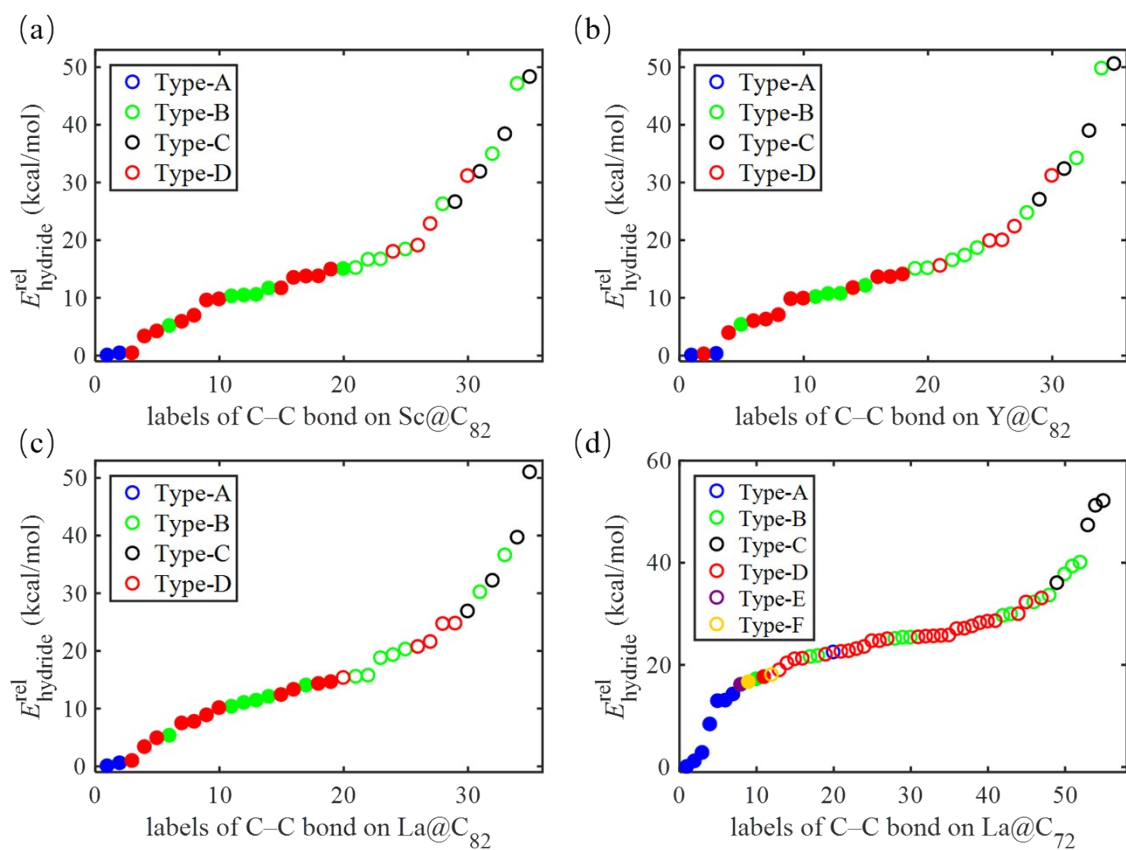 (a)
50
40
30
20
10
0
E^rel_hydride (kcal/mol)
Type-A
Type-B
Type-C
Type-D
0 10 20 30
labels of C–C bond on Sc@C82
(b)
50
40
30
20
10
0
E^rel_hydride (kcal/mol)
Type-A
Type-B
Type-C
Type-D
0 10 20 30
labels of C–C bond on Y@C82
(c)
50
40
30
20
10
0
E^rel_hydride (kcal/mol)
Type-A
Type-B
Type-C
Type-D
0 10 20 30
labels of C–C bond on La@C82
(d)
60
40
20
0
E^rel_hydride (kcal/mol)
Type-A
Type-B
Type-C
Type-D
Type-E
Type-F
0 10 20 30 40 50
labels of C–C bond on La@C72